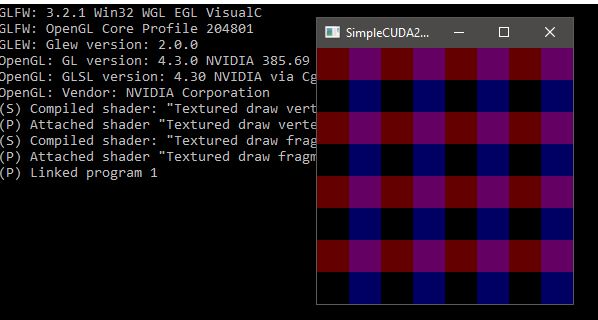 GLFW: 3.2.1 Win32 WGL EGL VisualC
GLFW: OpenGL Core Profile 204801
GLEW: Glew version: 2.0.0
OpenGL: GL version: 4.3.0 NVIDIA 385.69
OpenGL: GLSL version: 4.30 NVIDIA via Cg
OpenGL: Vendor: NVIDIA Corporation
(S) Compiled shader: "Textured draw vert
(P) Attached shader "Textured draw verte
(S) Compiled shader: "Textured draw frag
(P) Attached shader "Textured draw fragm
(P) Linked program 1
SimpleCUDA2...